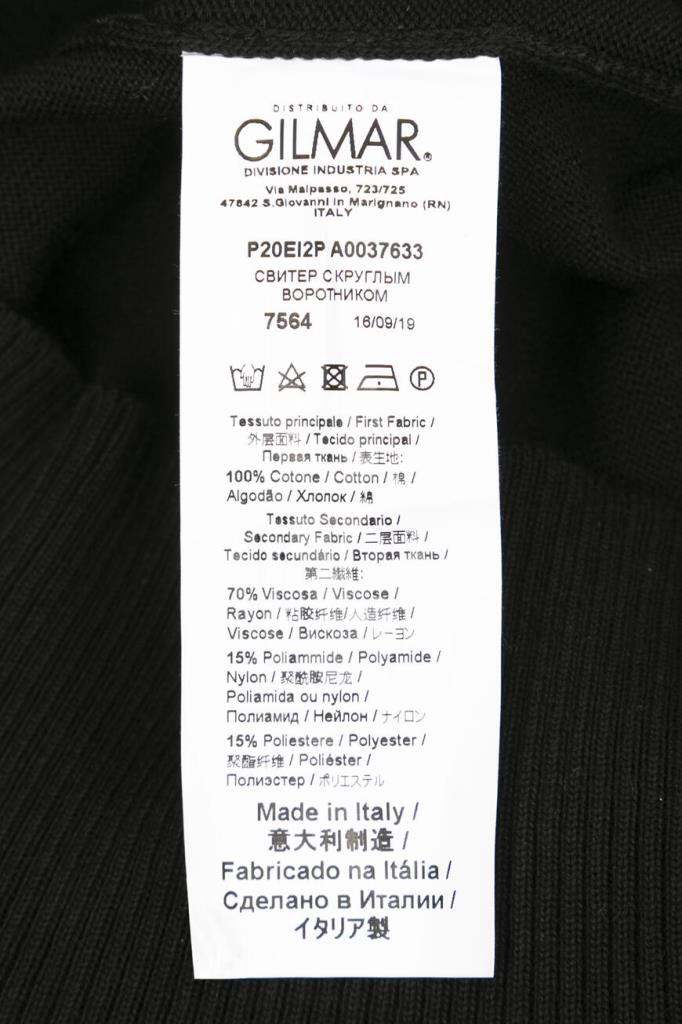 DISTRIBUITO DA
GILMAR®
DIVISIONE INDUSTRIA SPA
Via Malpasso, 723/725
47842 S.Giovanni in Marignano (RN)
ITALY
P20EI2P A0037633
СВИТЕР С КРУГЛЫМ
ВОРОТНИКОМ
7564 16/09/19
P
Tessuto principale / First Fabric /
外层面料 / Tecido principal /
Первая ткань / 表生地:
100% Cotone / Cotton / 棉 /
Algodão / Хлопок / 綿
Tessuto Secondario /
Secondary Fabric / 二层面料 /
Tecido secundário / Вторая ткань /
第二繊維:
70% Viscosa / Viscose /
Rayon / 粘胶纤维/人造纤维 /
Viscose / Вискоза / レーヨン
15% Poliammide / Polyamide /
Nylon / 聚酰胺尼龙 /
Poliamida ou nylon /
Полиамид / Нейлон / ナイロン
15% Poliestere / Polyester /
聚酯纤维 / Poliéster /
Полиэстер / ポリエステル
Made in Italy /
意大利制造 /
Fabricado na Itália /
Сделано в Италии /
イタリア製